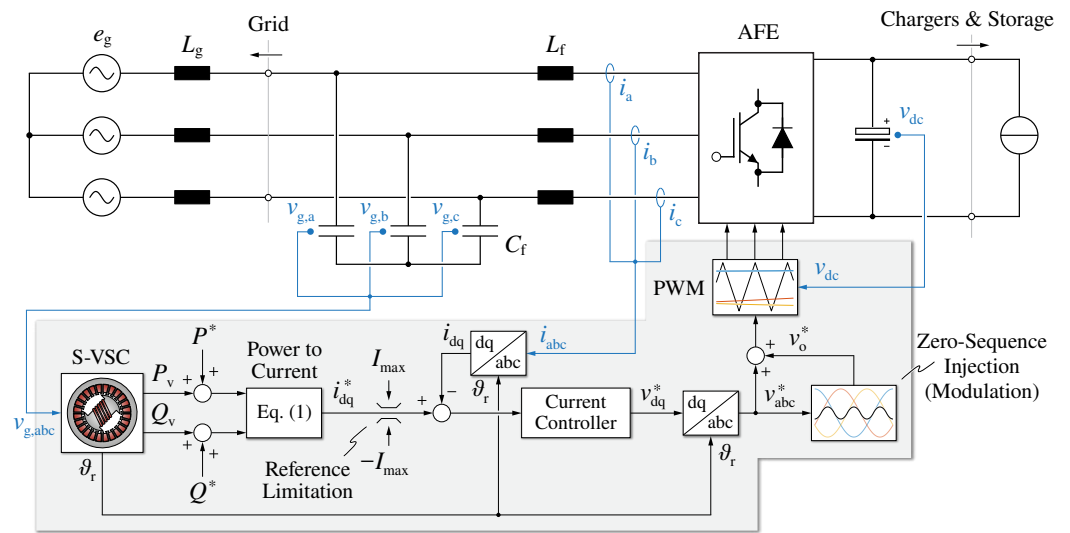 Grid
AFE
Chargers & Storage
e_g
L_g
L_f
i_a
i_b
i_c
v_dc
+
−
v_g,a
v_g,b
v_g,c
C_f
PWM
v_dc
S-VSC
P*
Power to
Current
I_max
i_dq
dq
abc
i_abc
+
v_o*
Zero-Sequence
Injection
(Modulation)
P_v
+
+
i_dq*
−
ϑ_r
v_dq*
+
v_abc*
v_g,abc
Q_v
Eq. (1)
+
Current
Controller
dq
abc
+
+
−I_max
ϑ_r
Q*
Reference
Limitation
ϑ_r